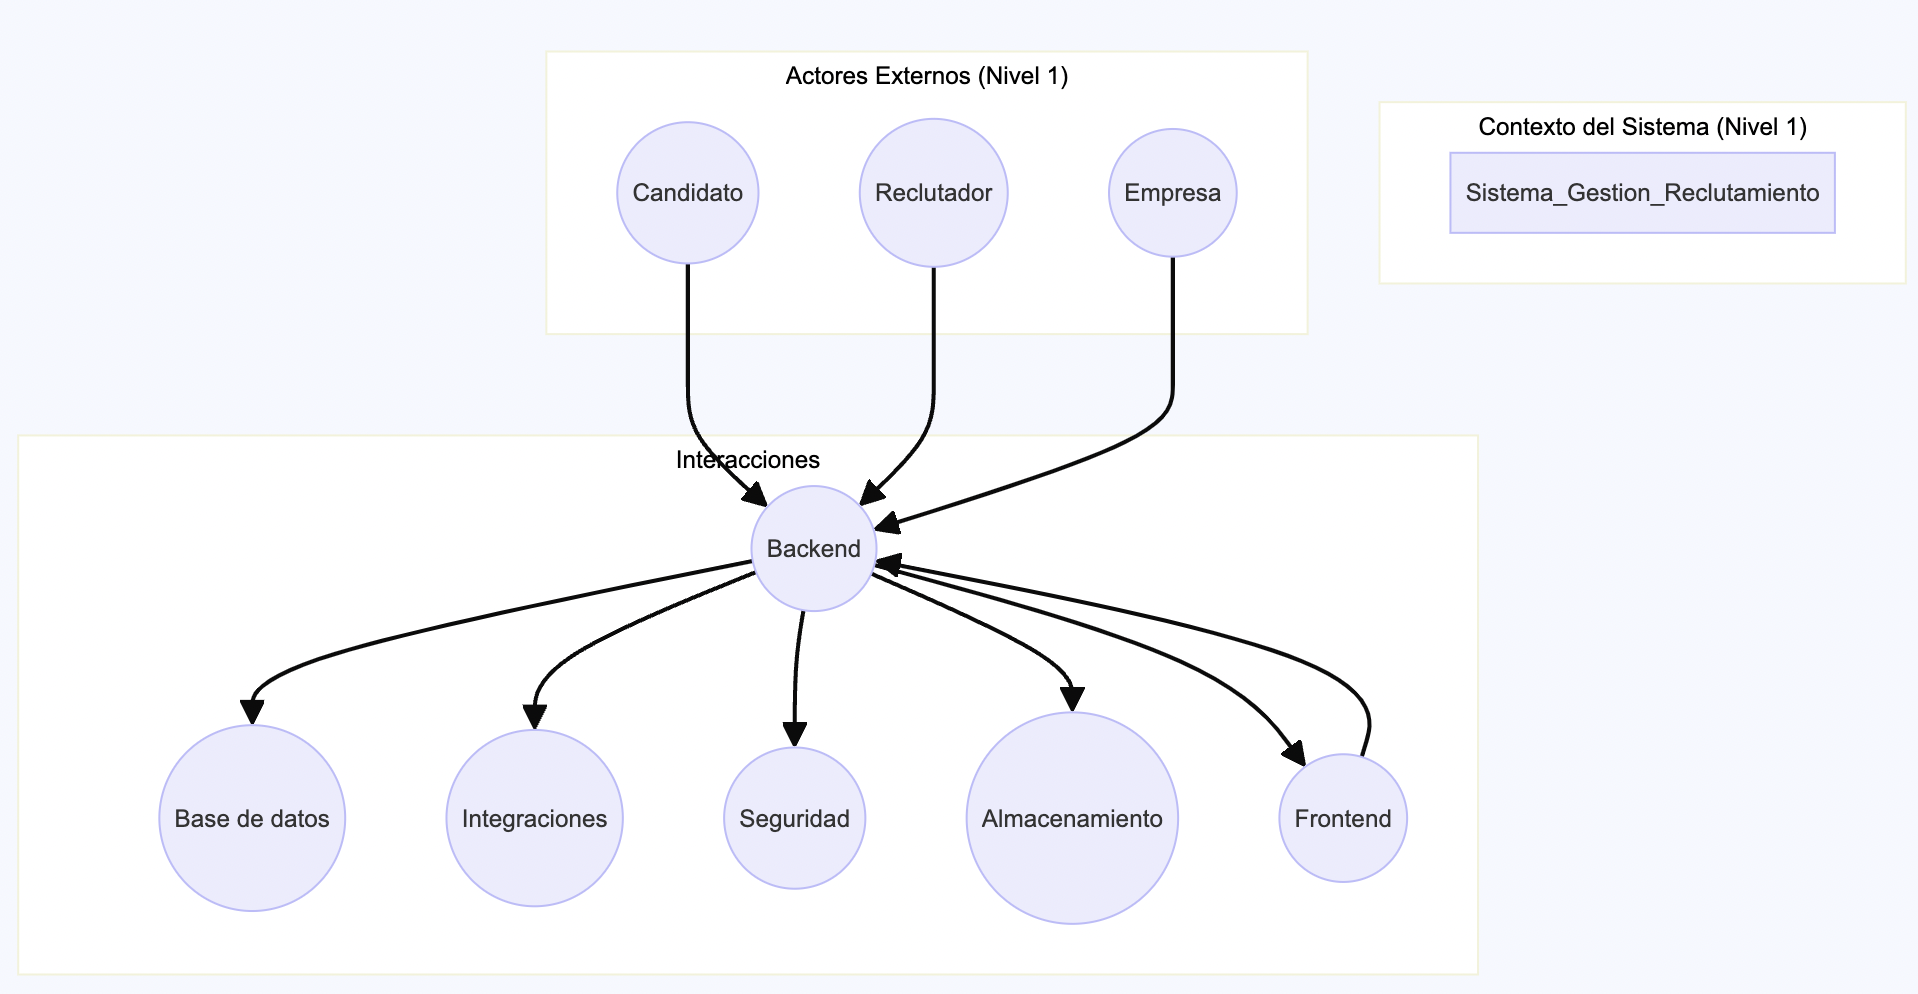 Actores Externos (Nivel 1)
Candidato
Reclutador
Empresa
Contexto del Sistema (Nivel 1)
Sistema_Gestion_Reclutamiento
Interacciones
Backend
Base de datos
Integraciones
Seguridad
Almacenamiento
Frontend